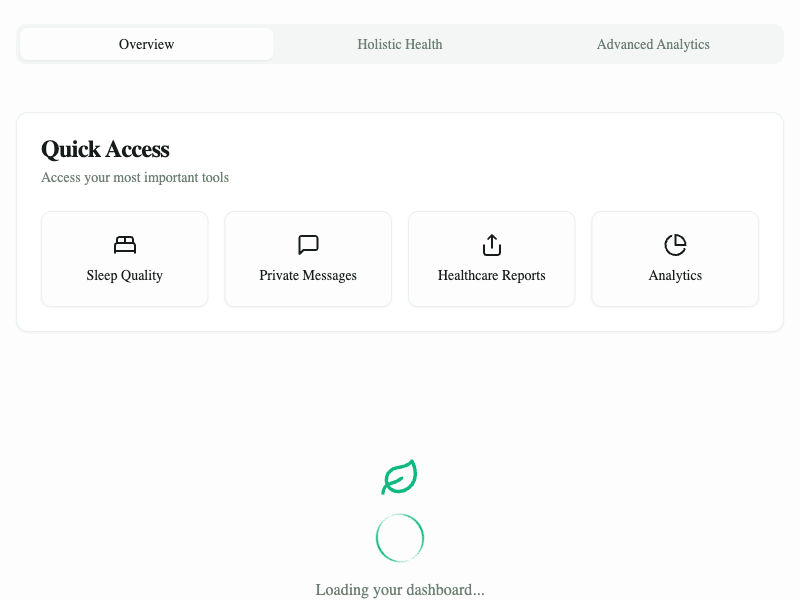 Overview
Holistic Health
Advanced Analytics
Quick Access
Access your most important tools
Sleep Quality
Private Messages
Healthcare Reports
Analytics
Loading your dashboard...